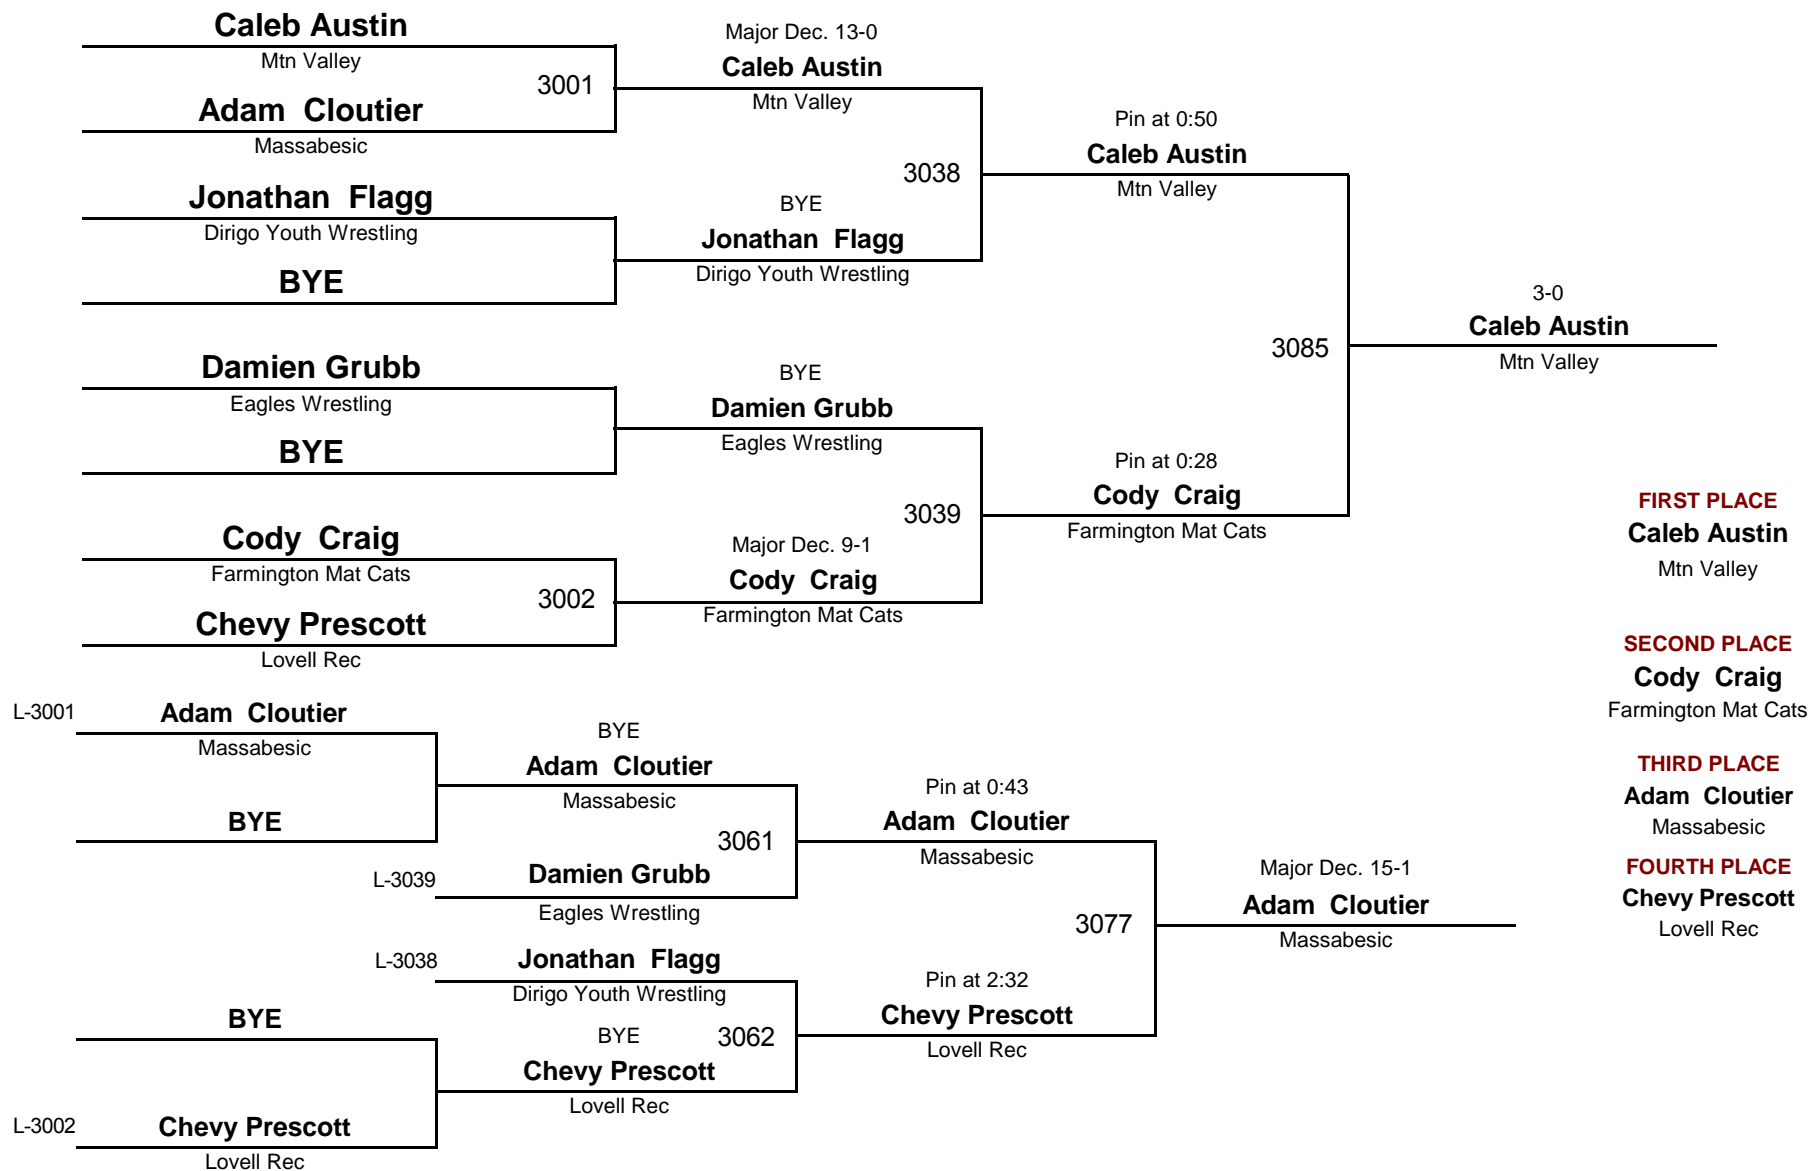 Caleb Austin
Mtn Valley
3001
Adam Cloutier
Massabesic
Jonathan Flagg
Dirigo Youth Wrestling
BYE
Damien Grubb
Eagles Wrestling
BYE
Cody Craig
Farmington Mat Cats
3002
Chevy Prescott
Lovell Rec
Major Dec. 13-0
Caleb Austin
Mtn Valley
3038
BYE
Jonathan Flagg
Dirigo Youth Wrestling
BYE
Damien Grubb
Eagles Wrestling
3039
Major Dec. 9-1
Cody Craig
Farmington Mat Cats
Pin at 0:50
Caleb Austin
Mtn Valley
3085
Pin at 0:28
Cody Craig
Farmington Mat Cats
3-0
Caleb Austin
Mtn Valley
FIRST PLACE
Caleb Austin
Mtn Valley
SECOND PLACE
Cody Craig
Farmington Mat Cats
THIRD PLACE
Adam Cloutier
Massabesic
FOURTH PLACE
Chevy Prescott
Lovell Rec
L-3001 Adam Cloutier
Massabesic
BYE
BYE
Adam Cloutier
Massabesic
3061
L-3039 Damien Grubb
Eagles Wrestling
L-3038 Jonathan Flagg
Dirigo Youth Wrestling
BYE
BYE 3062
Chevy Prescott
Lovell Rec
L-3002 Chevy Prescott
Lovell Rec
Pin at 0:43
Adam Cloutier
Massabesic
3077
Pin at 2:32
Chevy Prescott
Lovell Rec
Major Dec. 15-1
Adam Cloutier
Massabesic